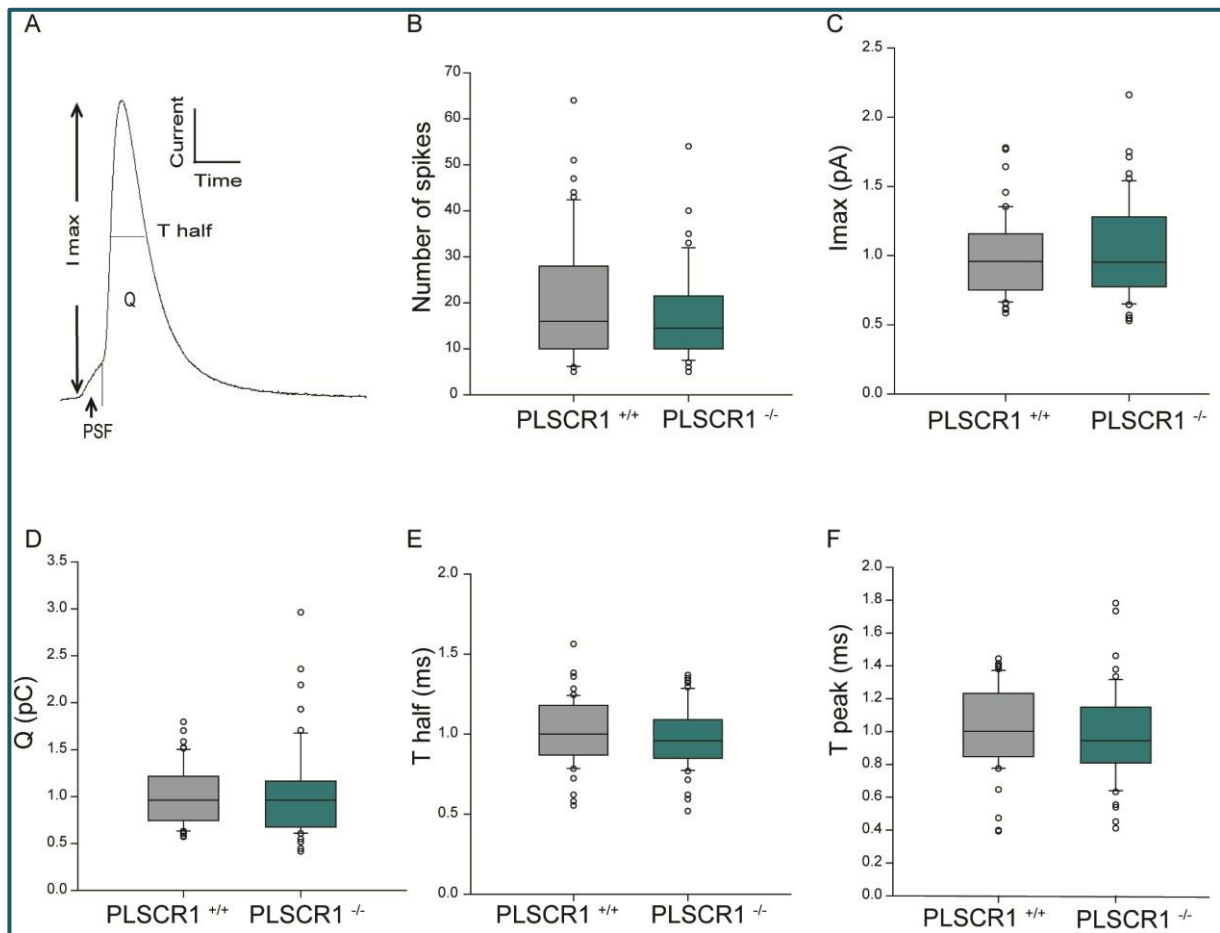 A
I max
Current
Time
T half
Q
PSF
B
Number of spikes
70
60
50
40
30
20
10
0
PLSCR1 +/+
PLSCR1 -/-
C
Imax (pA)
2.5
2.0
1.5
1.0
0.5
0.0
PLSCR1 +/+
PLSCR1 -/-
D
Q (pC)
3.5
3.0
2.5
2.0
1.5
1.0
0.5
0.0
PLSCR1 +/+
PLSCR1 -/-
E
T half (ms)
2.0
1.5
1.0
0.5
0.0
PLSCR1 +/+
PLSCR1 -/-
F
T peak (ms)
2.0
1.8
1.6
1.4
1.2
1.0
0.8
0.6
0.4
0.2
0.0
PLSCR1 +/+
PLSCR1 -/-